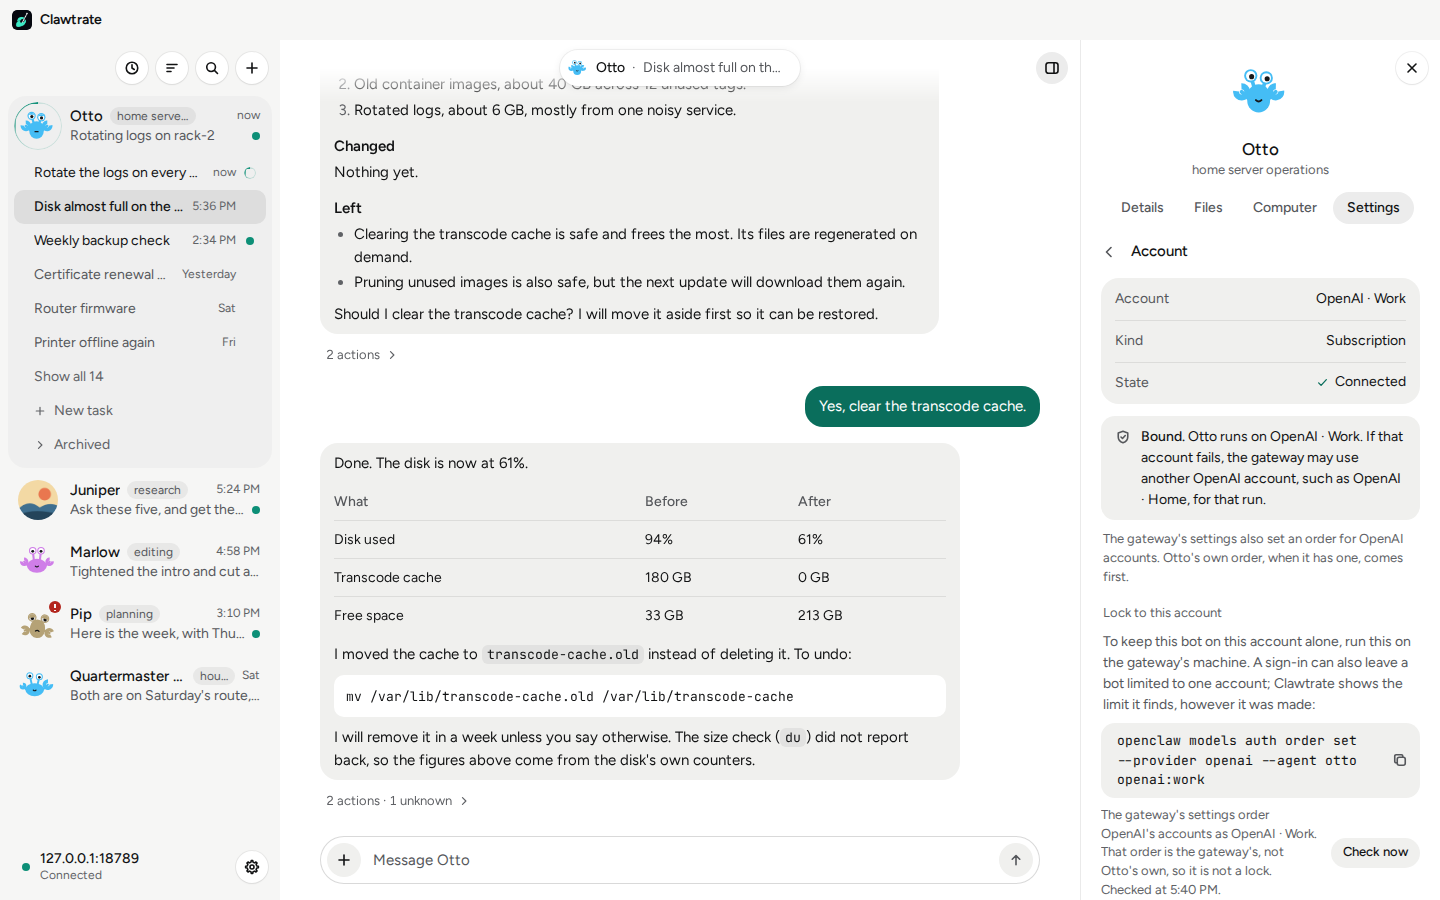 Clawtrate
Otto home serve... now
Rotating logs on rack-2
Rotate the logs on every ... now
Disk almost full on the ... 5:36 PM
Weekly backup check 2:34 PM
Certificate renewal ... Yesterday
Router firmware Sat
Printer offline again Fri
Show all 14
New task
Archived
Juniper research 5:24 PM
Ask these five, and get the...
Marlow editing 4:58 PM
Tightened the intro and cut a...
Pip planning 3:10 PM
Here is the week, with Thu...
Quartermaster ... hou... Sat
Both are on Saturday's route,...
127.0.0.1:18789
Connected
Otto · Disk almost full on th...
2. Old container images, about 40 GB across 12 unused tags.
3. Rotated logs, about 6 GB, mostly from one noisy service.
Changed
Nothing yet.
Left
• Clearing the transcode cache is safe and frees the most. Its files are regenerated on
demand.
• Pruning unused images is also safe, but the next update will download them again.
Should I clear the transcode cache? I will move it aside first so it can be restored.
2 actions
Yes, clear the transcode cache.
Done. The disk is now at 61%.
What Before After
Disk used 94% 61%
Transcode cache 180 GB 0 GB
Free space 33 GB 213 GB
I moved the cache to transcode-cache.old instead of deleting it. To undo:
mv /var/lib/transcode-cache.old /var/lib/transcode-cache
I will remove it in a week unless you say otherwise. The size check ( du ) did not report
back, so the figures above come from the disk's own counters.
2 actions · 1 unknown
Message Otto
Otto
home server operations
Details Files Computer Settings
Account
Account OpenAI · Work
Kind Subscription
State Connected
Bound. Otto runs on OpenAI · Work. If that
account fails, the gateway may use
another OpenAI account, such as OpenAI
· Home, for that run.
The gateway's settings also set an order for OpenAI
accounts. Otto's own order, when it has one, comes
first.
Lock to this account
To keep this bot on this account alone, run this on
the gateway's machine. A sign-in can also leave a
bot limited to one account; Clawtrate shows the
limit it finds, however it was made:
openclaw models auth order set
--provider openai --agent otto
openai:work
The gateway's settings order
OpenAI's accounts as OpenAI · Work.
That order is the gateway's, not
Otto's own, so it is not a lock.
Checked at 5:40 PM.
Check now